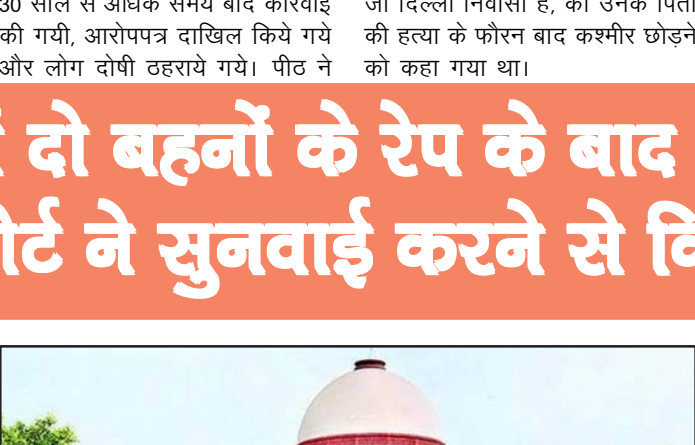 30 साल से अधिक समय बाद कार्रवाई
की गयी, आरोपपत्र दाखिल किये गये
और लोग दोषी ठहराये गये। पीठ ने
जो दिल्ली निवासी हैं, को उनके पिता
की हत्या के फौरन बाद कश्मीर छोड़ने
को कहा गया था।
दो बहनों के रेप के बाद
ने सुनवाई करने से